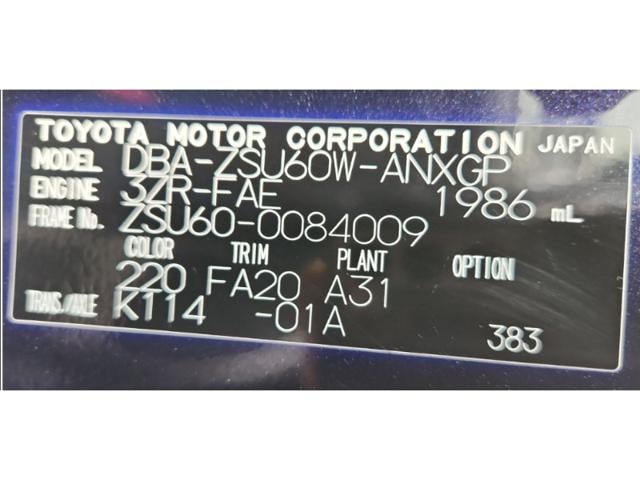 TOYOTA MOTOR CORPORATION JAPAN
MODEL DBA-ZSU60W-ANXGP
ENGINE 3ZR-FAE 1986 mL
FRAME No. ZSU60-0084009
COLOR TRIM PLANT OPTION
220 FA20 A31
TRANS./AXLE K114 -01A 383